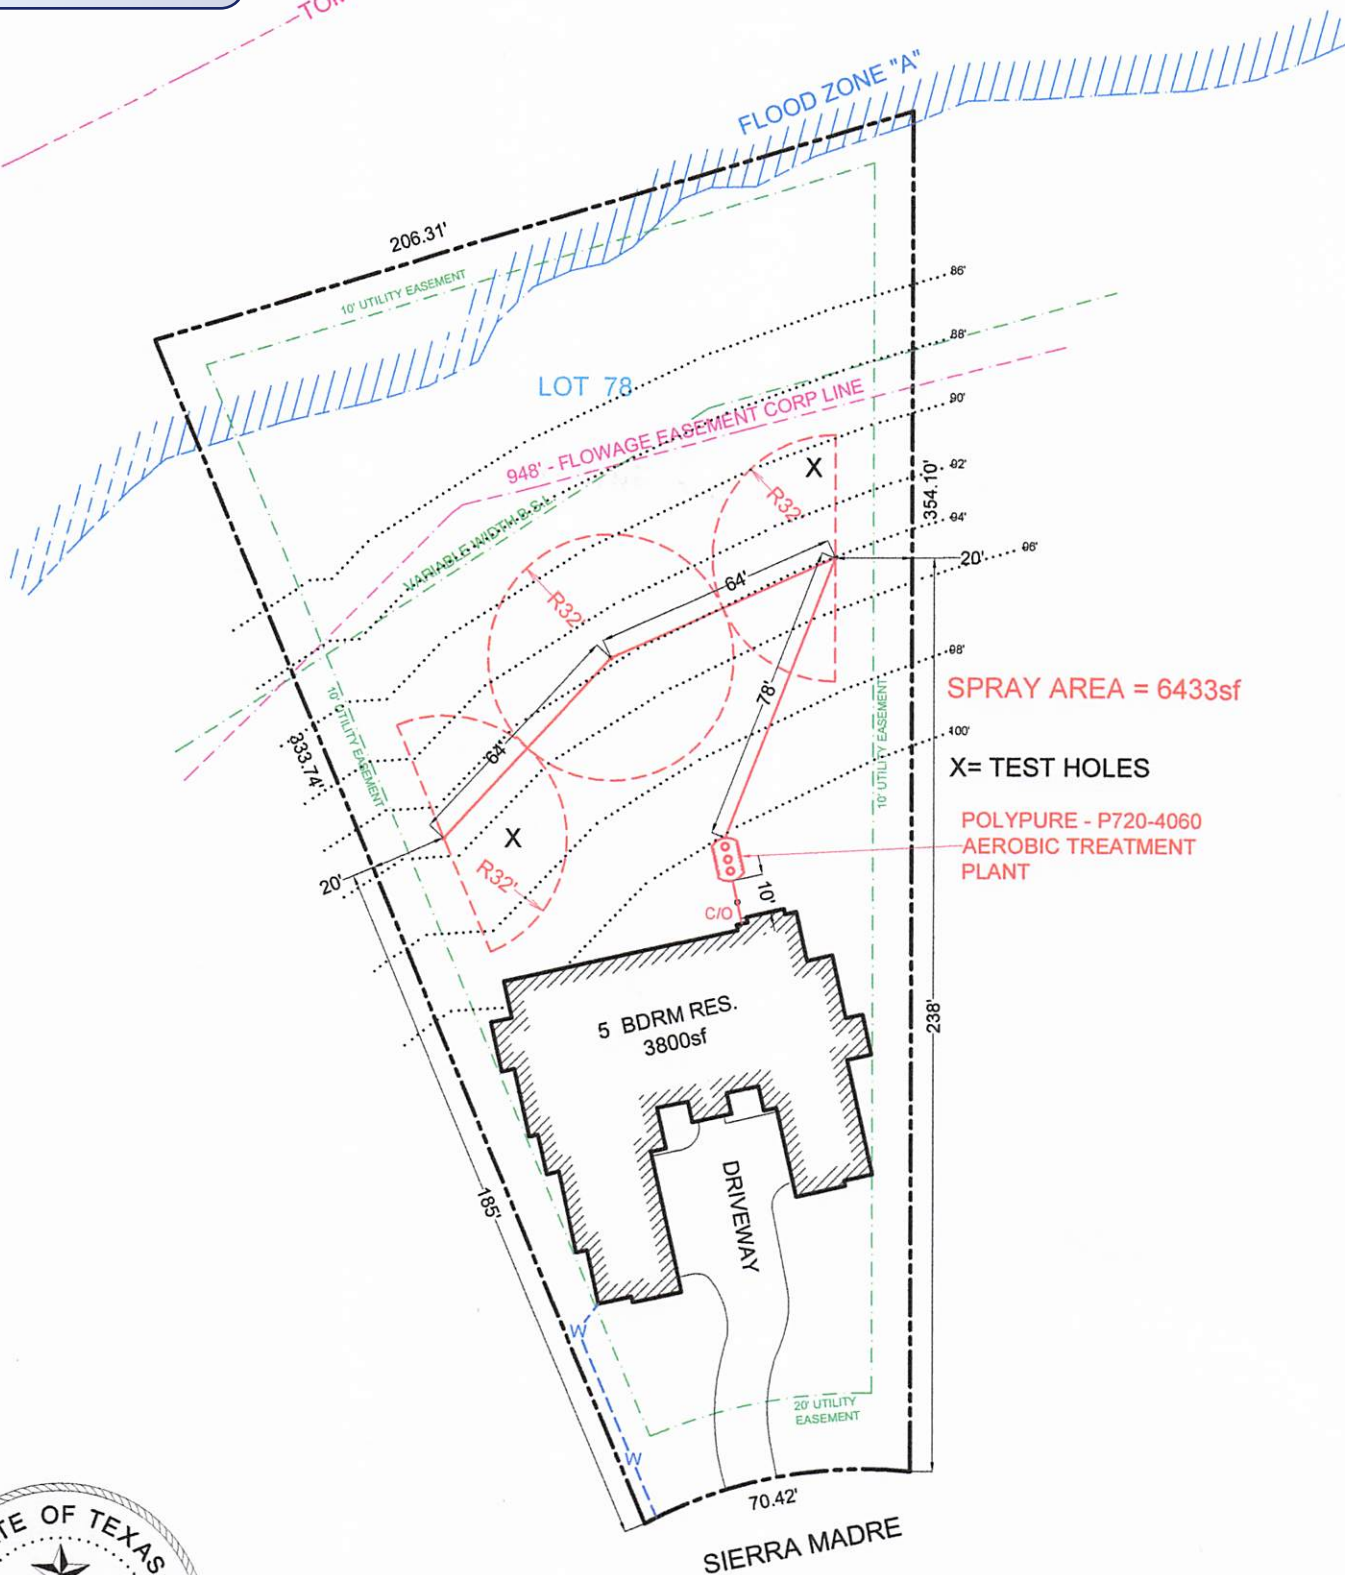 FLOOD ZONE "A"
206.31'
10' UTILITY EASEMENT
86'
88'
LOT 78
948' - FLOWAGE EASEMENT CORP LINE
90'
X
92'
R32'
354.10'
94'
VARIABLE WIDTH B.S.L
96'
20'
64'
R32'
98'
78'
SPRAY AREA = 6433sf
10' UTILITY EASEMENT
10' UTILITY EASEMENT
333.74'
64'
100'
X= TEST HOLES
POLYPURE - P720-4060
AEROBIC TREATMENT
PLANT
X
R32'
20'
10'
C/O
5 BDRM RES.
3800sf
238'
185'
DRIVEWAY
W
20' UTILITY
EASEMENT
W
70.42'
SIERRA MADRE
OF TEXAS